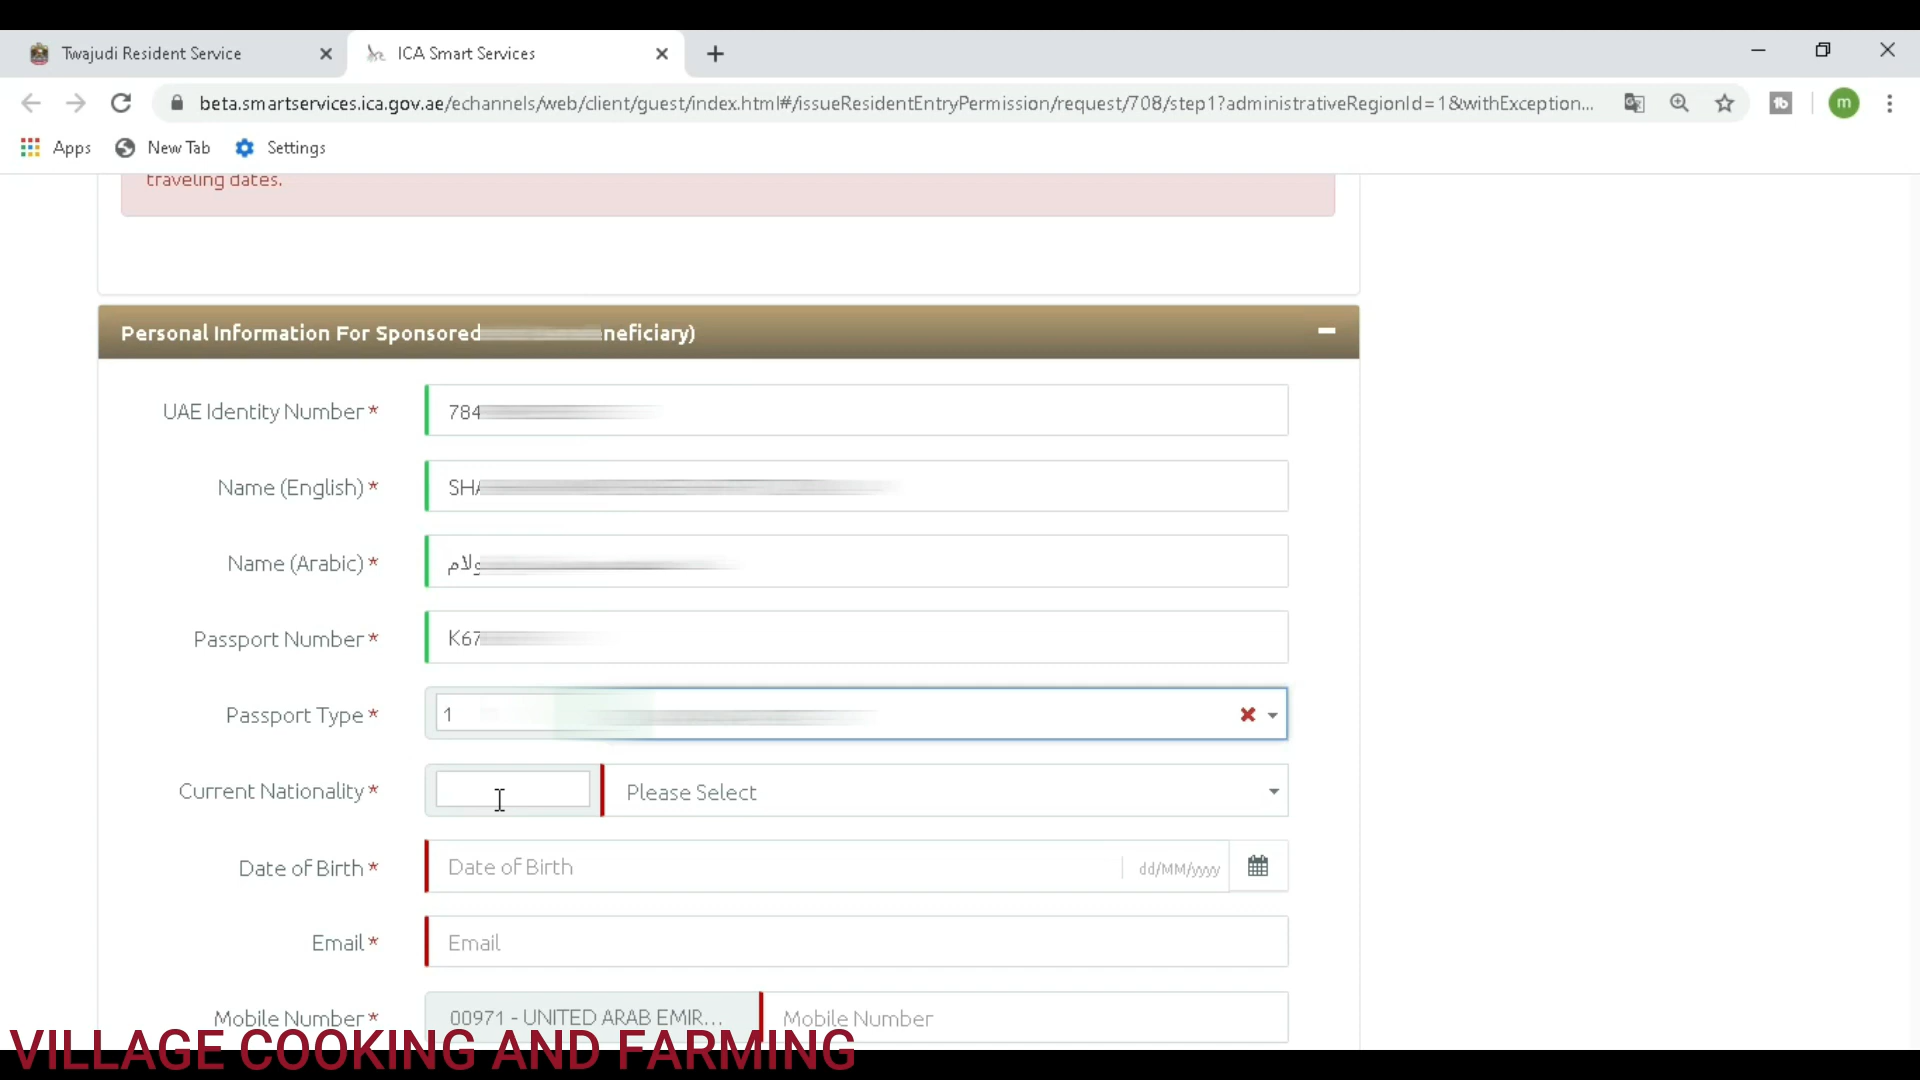 Twajudi Resident Service
ICA Smart Services
beta.smartservices.ica.gov.ae/echannels/web/client/guest/index.html#/issueResidentEntryPermission/request/708/step1?administrativeRegionId=1&withException...
m
Apps
New Tab
Settings
traveling dates.
Personal Information For Sponsored neficiary)
UAE Identity Number *
784
Name (English) *
SHA
Name (Arabic) *
ولام
Passport Number *
K67
Passport Type *
1
Current Nationality *
Please Select
Date of Birth *
Date of Birth
dd/MM/yyyy
Email *
Email
Mobile Number *
00971 - UNITED ARAB EMIR...
Mobile Number
VILLAGE COOKING AND FARMING